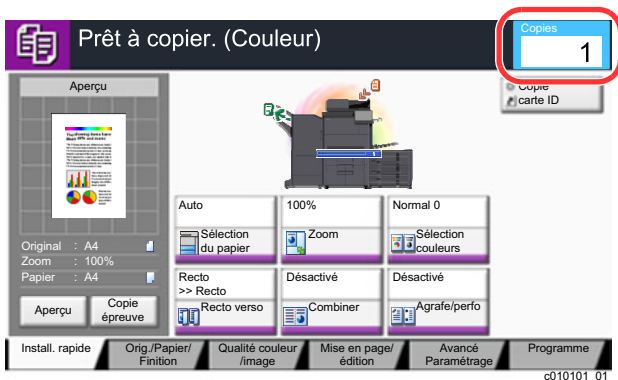 Prêt à copier. (Couleur)
Copies
1
Aperçu
Copie
carte ID
Original : A4
Zoom : 100%
Papier : A4
Aperçu
Copie
épreuve
Auto
Sélection
du papier
100%
Zoom
Normal 0
Sélection
couleurs
Recto
>> Recto
Recto verso
Désactivé
Combiner
Désactivé
Agrafe/perfo
Install. rapide
Orig./Papier/
Finition
Qualité couleur
/image
Mise en page/
édition
Avancé
Paramétrage
Programme
c010101_01